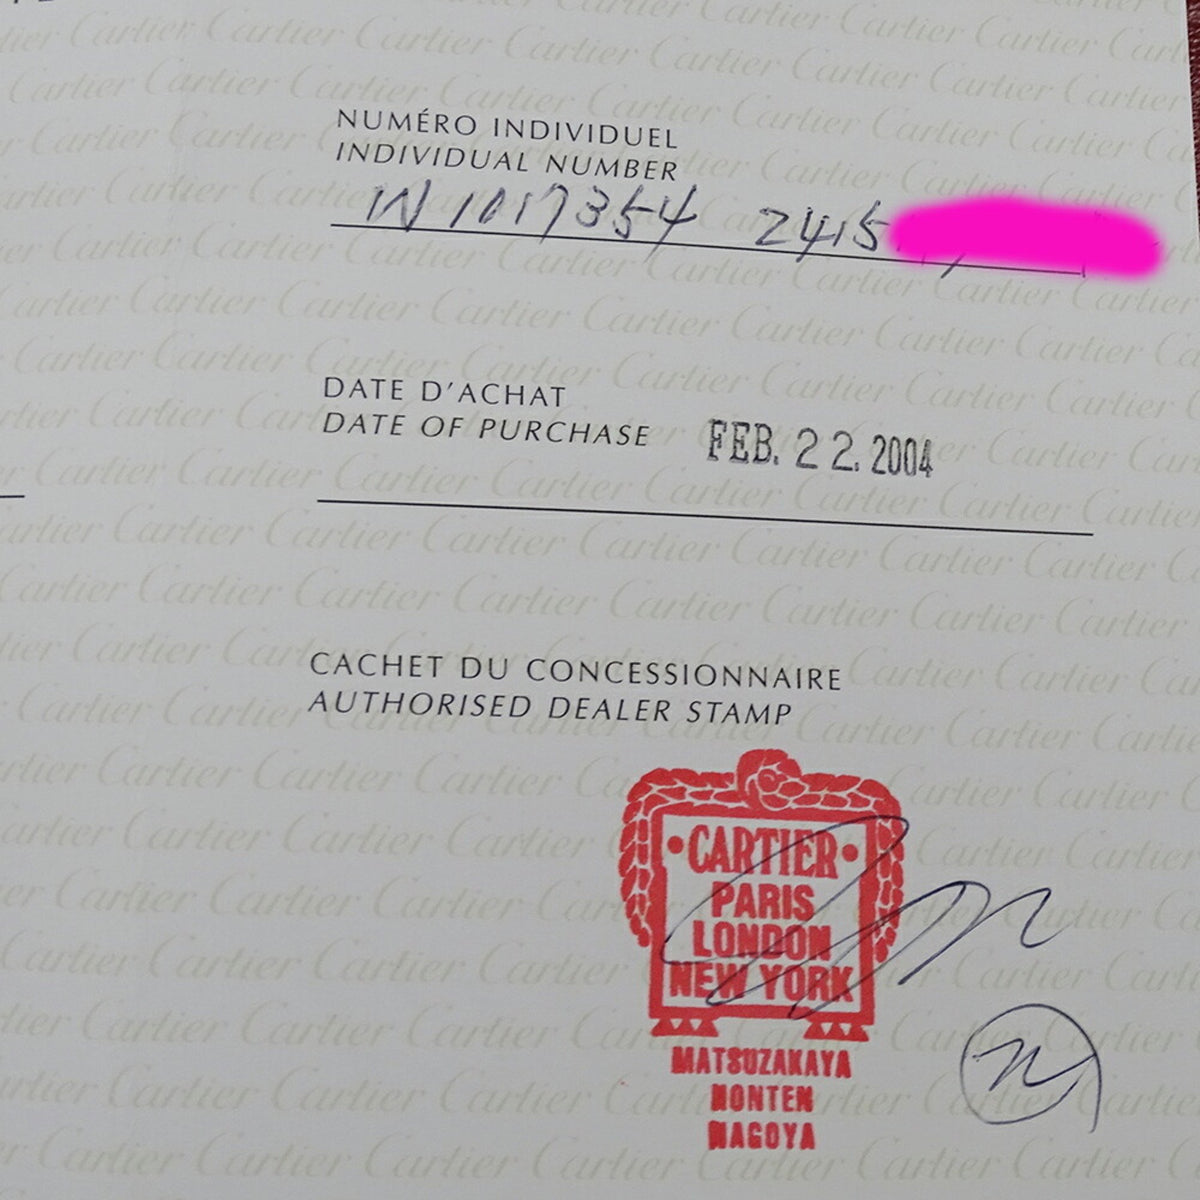 NUMÉRO INDIVIDUEL
INDIVIDUAL NUMBER
W1017354 2415
DATE D'ACHAT
DATE OF PURCHASE FEB. 22. 2004
CACHET DU CONCESSIONNAIRE
AUTHORISED DEALER STAMP
•CARTIER•
PARIS
LONDON
NEW YORK
MATSUZAKAYA
HONTEN
NAGOYA